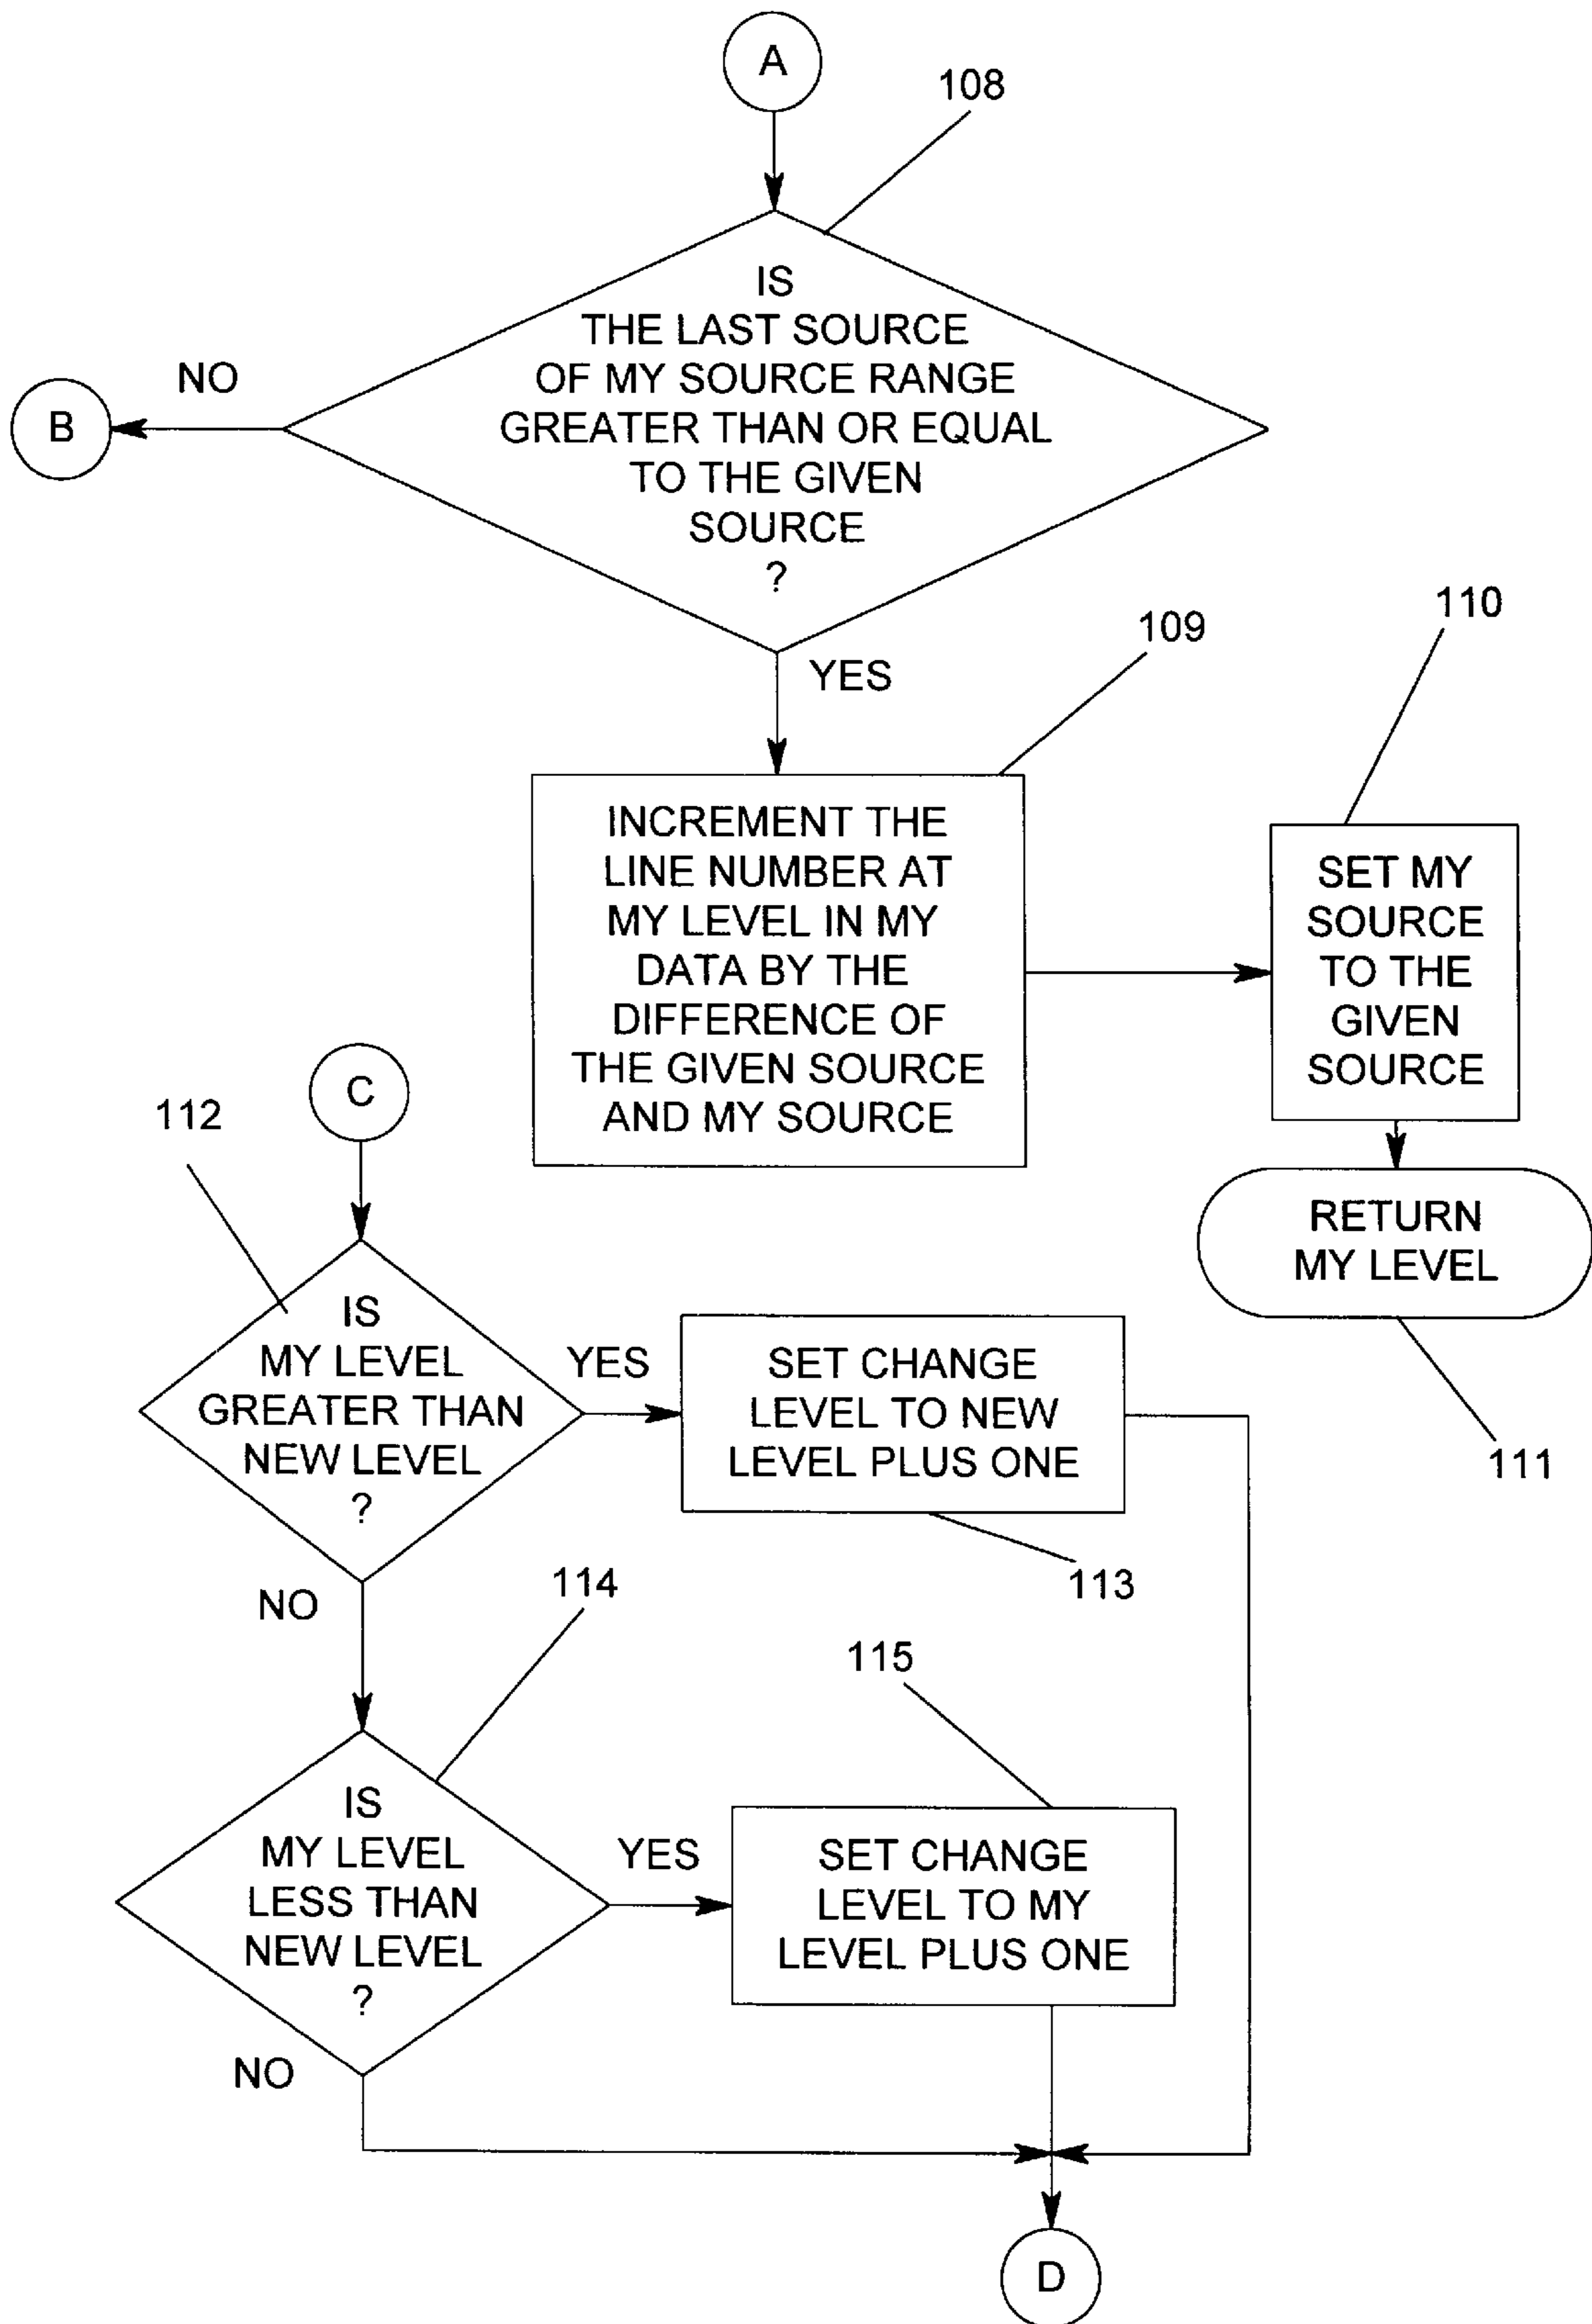 A
108
IS
THE LAST SOURCE
OF MY SOURCE RANGE
GREATER THAN OR EQUAL
TO THE GIVEN
SOURCE
?
NO
B
YES
109
110
INCREMENT THE
LINE NUMBER AT
MY LEVEL IN MY
DATA BY THE
DIFFERENCE OF
THE GIVEN SOURCE
AND MY SOURCE
SET MY
SOURCE
TO THE
GIVEN
SOURCE
RETURN
MY LEVEL
111
C
112
IS
MY LEVEL
GREATER THAN
NEW LEVEL
?
YES
SET CHANGE
LEVEL TO NEW
LEVEL PLUS ONE
113
NO
114
IS
MY LEVEL
LESS THAN
NEW LEVEL
?
YES
115
SET CHANGE
LEVEL TO MY
LEVEL PLUS ONE
NO
D